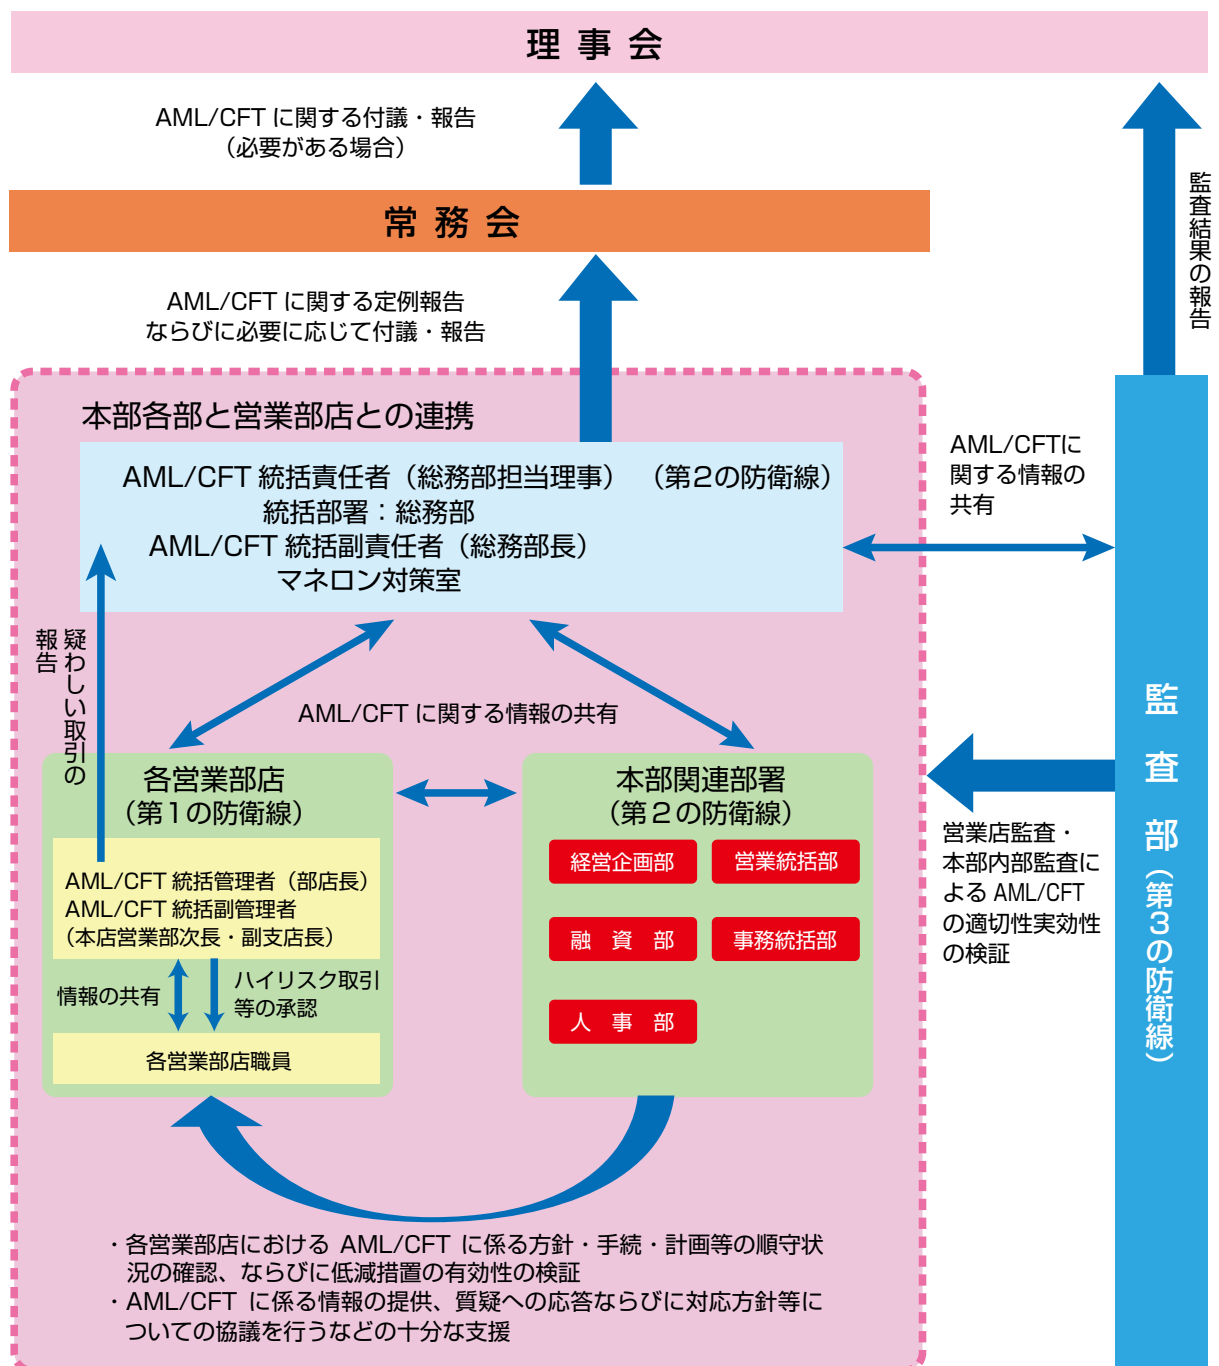 理事会
AML/CFT に関する付議・報告
（必要がある場合）
監査結果の報告
常務会
AML/CFT に関する定例報告
ならびに必要に応じて付議・報告
本部各部と営業部店との連携
AML/CFT 統括責任者（総務部担当理事）（第2の防衛線）
統括部署：総務部
AML/CFT 統括副責任者（総務部長）
マネロン対策室
AML/CFTに
関する情報の
共有
疑わしい取引の
報告
AML/CFT に関する情報の共有
各営業部店
（第1の防衛線）
AML/CFT 統括管理者（部店長）
AML/CFT 統括副管理者
（本店営業部次長・副支店長）
情報の共有
ハイリスク取引
等の承認
各営業部店職員
本部関連部署
（第２の防衛線）
経営企画部
営業統括部
融　資　部
事務統括部
人　事　部
監　査　部（第３の防衛線）
営業店監査・
本部内部監査に
よる AML/CFT
の適切性実効性
の検証
・各営業部店における AML/CFT に係る方針・手続・計画等の順守状
況の確認、ならびに低減措置の有効性の検証
・AML/CFT に係る情報の提供、質疑への応答ならびに対応方針等に
ついての協議を行うなどの十分な支援